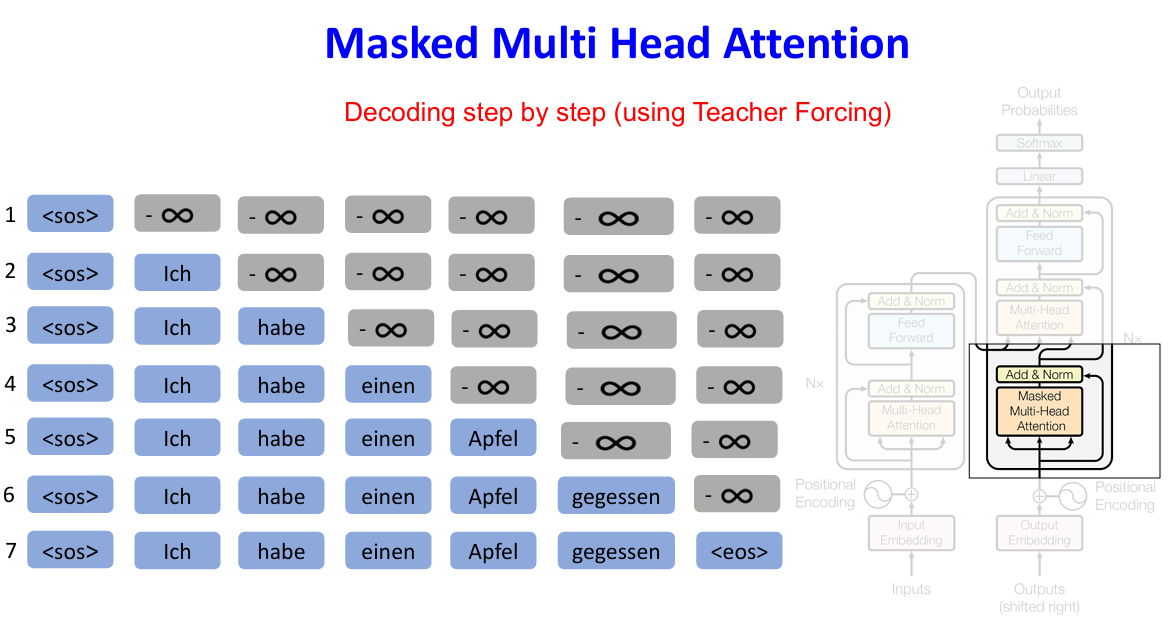 Masked Multi Head Attention
Decoding step by step (using Teacher Forcing)
1 <sos> - ∞ - ∞ - ∞ - ∞ - ∞ - ∞
2 <sos> Ich - ∞ - ∞ - ∞ - ∞ - ∞
3 <sos> Ich habe - ∞ - ∞ - ∞ - ∞
4 <sos> Ich habe einen - ∞ - ∞ - ∞
5 <sos> Ich habe einen Apfel - ∞ - ∞
6 <sos> Ich habe einen Apfel gegessen - ∞
7 <sos> Ich habe einen Apfel gegessen <eos>
Output
Probabilities
Softmax
Linear
Add & Norm
Feed
Forward
Add & Norm
Multi-Head
Attention
N×
Add & Norm
Masked
Multi-Head
Attention
Positional
Encoding
Output
Embedding
Outputs
(shifted right)
Add & Norm
Feed
Forward
N×
Add & Norm
Multi-Head
Attention
Positional
Encoding
Input
Embedding
Inputs